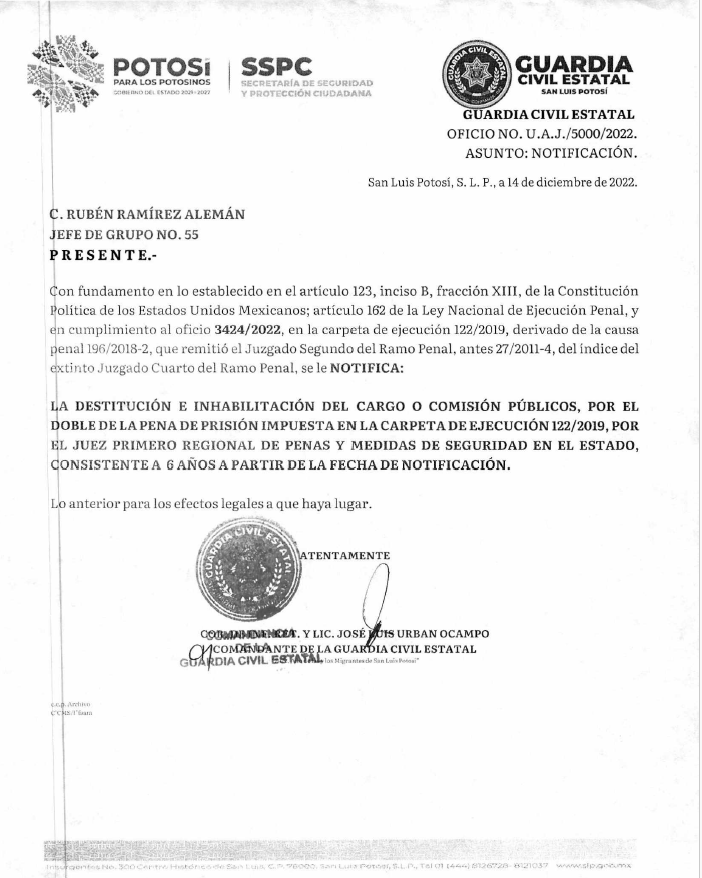 POTOSÍ
PARA LOS POTOSINOS
GOBIERNO DEL ESTADO 2021-2027
SSPC
SECRETARÍA DE SEGURIDAD
Y PROTECCIÓN CIUDADANA
GUARDIA CIVIL ESTATAL
GUARDIA
CIVIL ESTATAL
SAN LUIS POTOSÍ
GUARDIA CIVIL ESTATAL
OFICIO NO. U.A.J./5000/2022.
ASUNTO: NOTIFICACIÓN.
San Luis Potosí, S. L. P., a 14 de diciembre de 2022.
C. RUBÉN RAMÍREZ ALEMÁN
JEFE DE GRUPO NO. 55
P R E S E N T E.-
Con fundamento en lo establecido en el artículo 123, inciso B, fracción XIII, de la Constitución
Política de los Estados Unidos Mexicanos; artículo 162 de la Ley Nacional de Ejecución Penal, y
en cumplimiento al oficio 3424/2022, en la carpeta de ejecución 122/2019, derivado de la causa
penal 196/2018-2, que remitió el Juzgado Segundo del Ramo Penal, antes 27/2011-4, del índice del
extinto Juzgado Cuarto del Ramo Penal, se le NOTIFICA:
LA DESTITUCIÓN E INHABILITACIÓN DEL CARGO O COMISIÓN PÚBLICOS, POR EL
DOBLE DE LA PENA DE PRISIÓN IMPUESTA EN LA CARPETA DE EJECUCIÓN 122/2019, POR
EL JUEZ PRIMERO REGIONAL DE PENAS Y MEDIDAS DE SEGURIDAD EN EL ESTADO,
CONSISTENTE A 6 AÑOS A PARTIR DE LA FECHA DE NOTIFICACIÓN.
Lo anterior para los efectos legales a que haya lugar.
GUARDIA CIVIL ESTATAL
ATENTAMENTE
Y LIC. JOSÉ LUIS URBAN OCAMPO
COMANDANCIA
DE LA
GUARDIA CIVIL ESTATAL
COMANDANTE DE LA GUARDIA CIVIL ESTATAL
los Migrantes de San Luis Potosí"
c.c.p. Archivo
Insurgentes No. 300 Centro Histórico de San Luis, C.P. 78000, San Luis Potosí, S.L.P., Tel 01 (444) 8126728- 8121037 www.slp.gob.mx